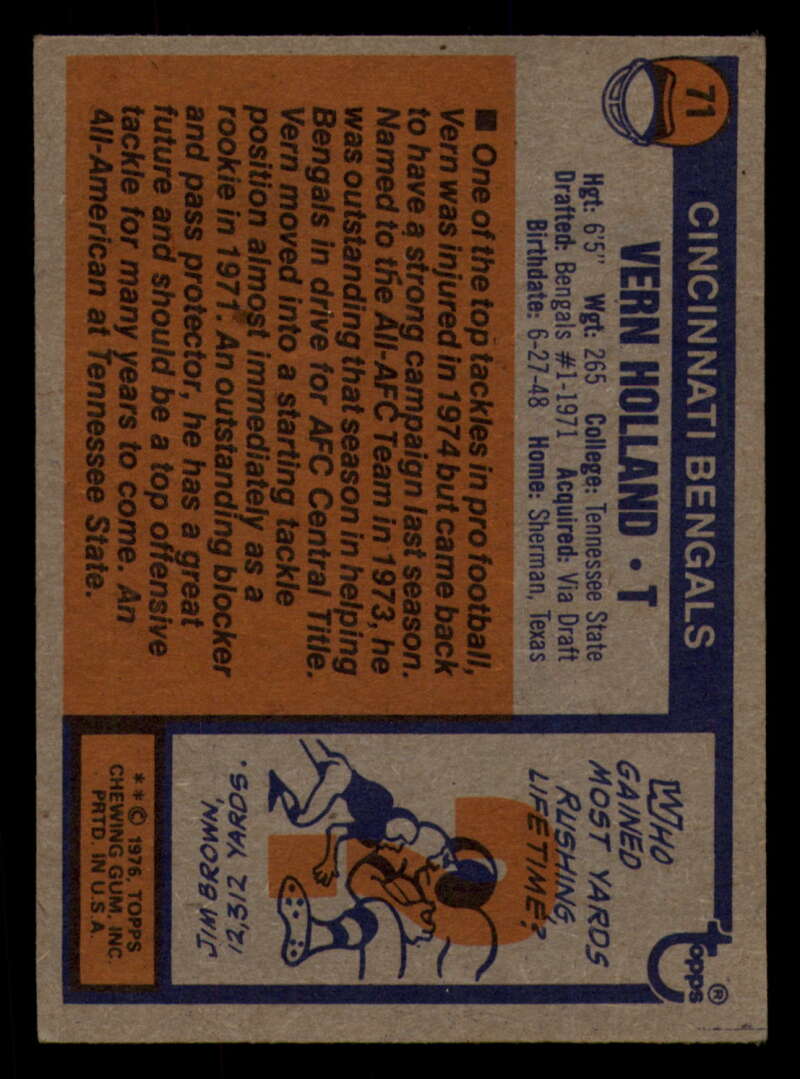 71
CINCINNATI BENGALS
VERN HOLLAND • T
Hgt: 6'5" Wgt: 265 College: Tennessee State
Drafted: Bengals #1-1971 Acquired: Via Draft
Birthdate: 6-27-48 Home: Sherman, Texas
■ One of the top tackles in pro football,
Vern was injured in 1974 but came back
to have a strong campaign last season.
Named to the All-AFC Team in 1973, he
was outstanding that season in helping
Bengals in drive for AFC Central Title.
Vern moved into a starting tackle
position almost immediately as a
rookie in 1971. An outstanding blocker
and pass protector, he has a great
future and should be a top offensive
tackle for many years to come. An
All-American at Tennessee State.
topps®
WHO
GAINED
MOST YARDS
RUSHING,
LIFETIME?
JIM BROWN,
12,312 YARDS.
**© 1976, TOPPS
CHEWING GUM, INC.
PRTD. IN U.S.A.